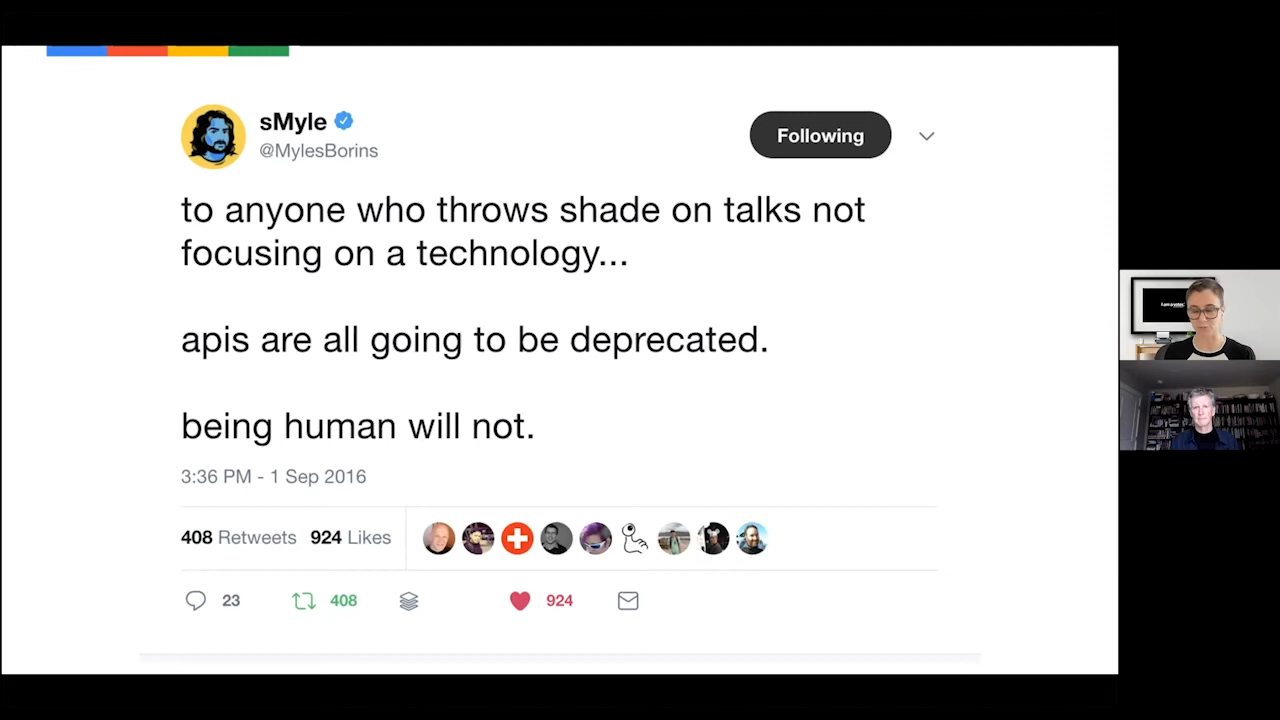 sMyle
@MylesBorins
Following
to anyone who throws shade on talks not
focusing on a technology...
apis are all going to be deprecated.
being human will not.
3:36 PM - 1 Sep 2016
408 Retweets 924 Likes
23 408 924
I am a voter.